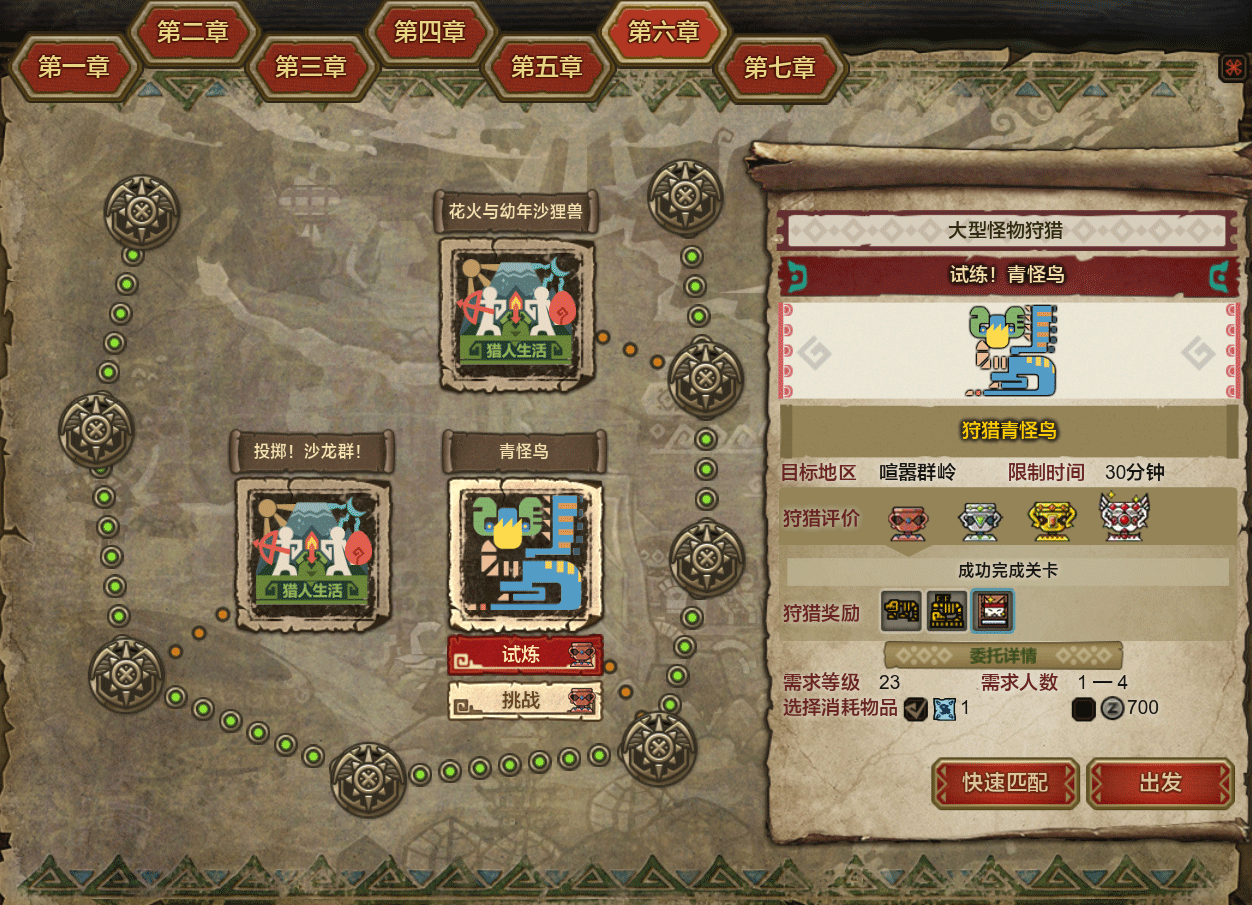 第一章
第二章
第三章
第四章
第五章
第六章
第七章
花火与幼年沙狸兽
猎人生活
投掷！沙龙群！
猎人生活
青怪鸟
试炼
挑战
大型怪物狩猎
试练！青怪鸟
狩猎青怪鸟
目标地区 喧嚣群岭 限制时间 30分钟
狩猎评价
成功完成关卡
狩猎奖励
委托详情
需求等级 23 需求人数 1 — 4
选择消耗物品 1 Z 700
快速匹配 出发